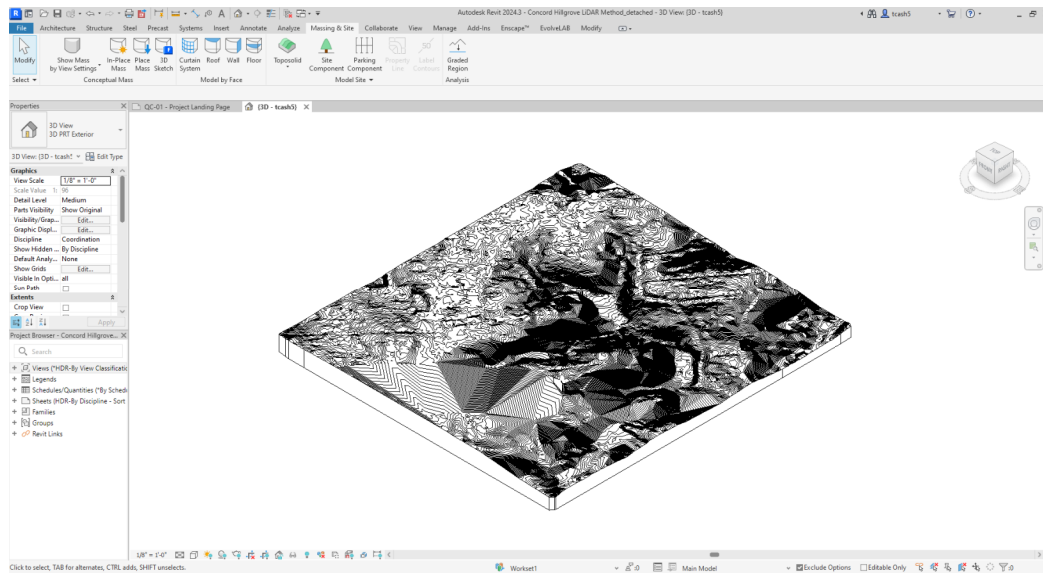 Autodesk Revit 2024.3 - Concord Hillgrove LiDAR Method_detached - 3D View: {3D - tcash5}
tcash5
File Architecture Structure Steel Precast Systems Insert Annotate Analyze Massing & Site Collaborate View Manage Add-Ins Enscape™ EvolveLAB Modify
Modify Show Mass by View Settings In-Place Mass Place Mass 3D Sketch Curtain System Roof Wall Floor Toposolid Site Component Parking Component Property Line Label Contours Graded Region
Select Conceptual Mass Model by Face Model Site Analysis
Properties
QC-01 - Project Landing Page
{3D - tcash5}
3D View
3D PRT Exterior
3D View: {3D - tcash5 Edit Type
Graphics
View Scale 1/8" = 1'-0"
Scale Value 1: 96
Detail Level Medium
Parts Visibility Show Original
Visibility/Grap... Edit...
Graphic Displ... Edit...
Discipline Coordination
Show Hidden ... By Discipline
Default Analy... None
Show Grids Edit...
Visible In Opti... all
Sun Path
Extents
Crop View
Apply
Project Browser - Concord Hillgrove...
Search
Views (*HDR-By View Classificatio
Legends
Schedules/Quantities (*By Schedu
Sheets (HDR-By Discipline - Sort
Families
Groups
Revit Links
TOP
FRONT
RIGHT
1/8" = 1'-0"
Click to select, TAB for alternates, CTRL adds, SHIFT unselects.
Workset1
:0
Main Model
Exclude Options
Editable Only
:0